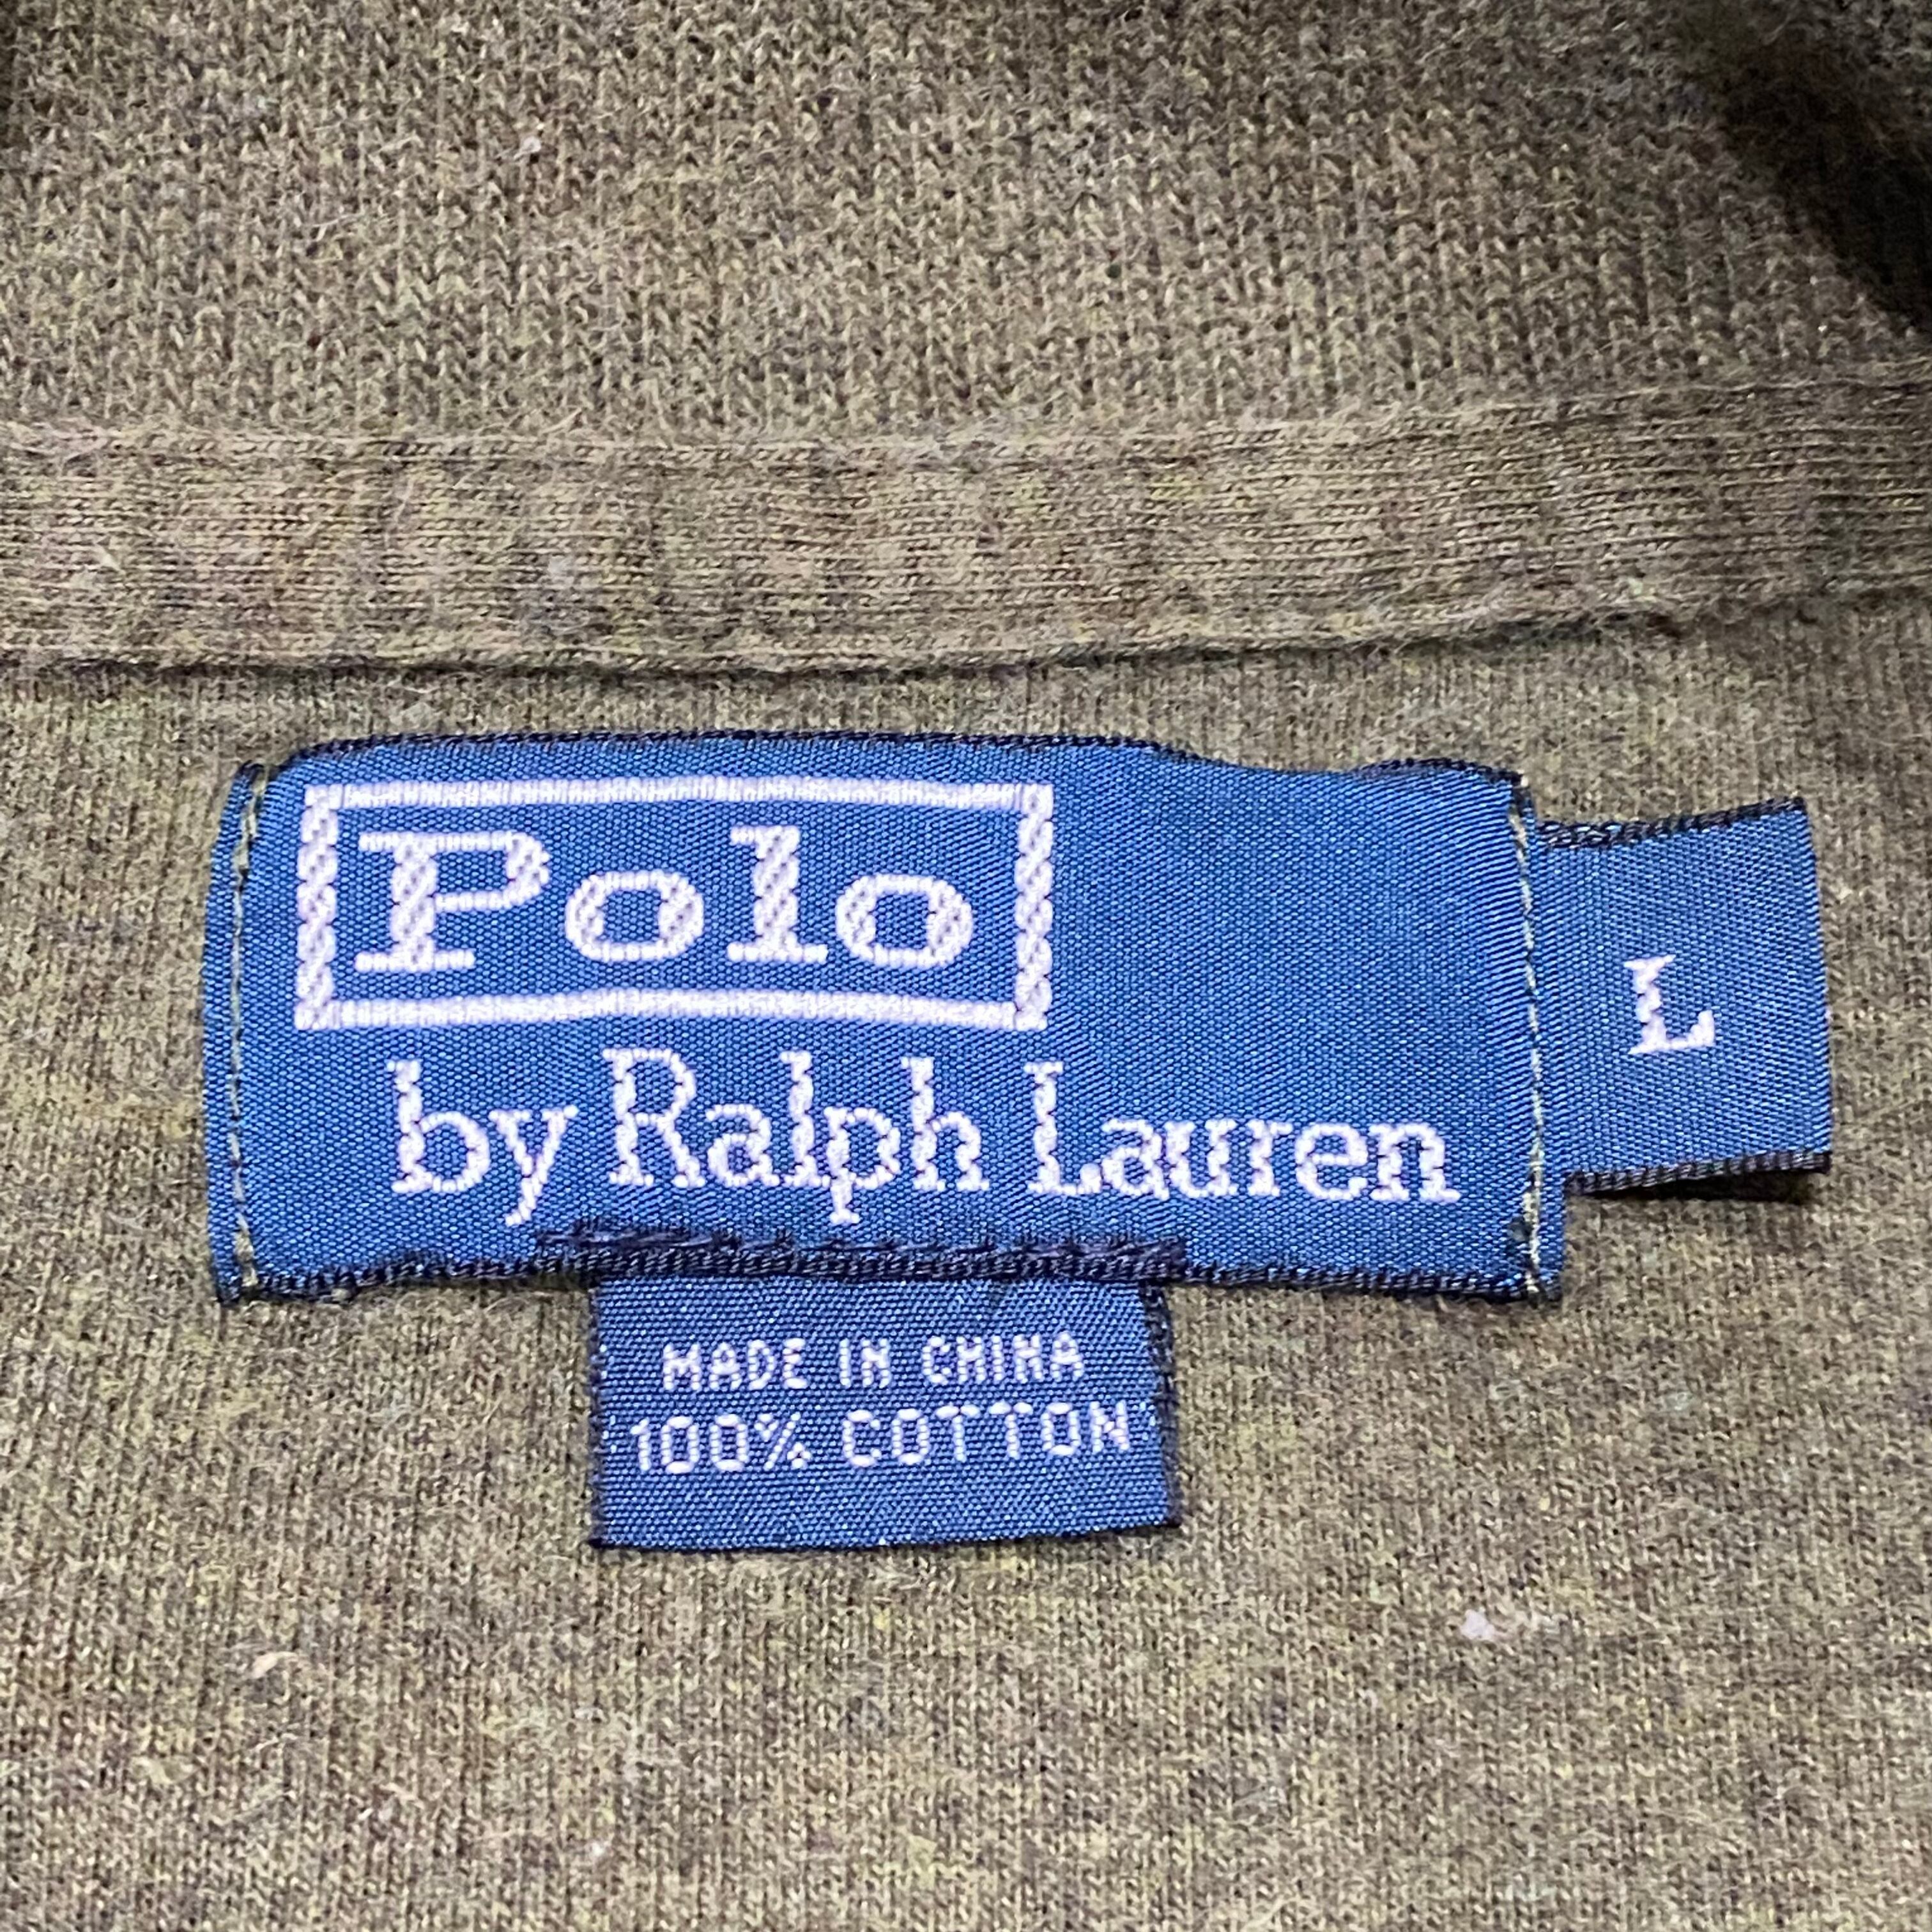 Polo
by Ralph Lauren
L
MADE IN CHINA
100% COTTON